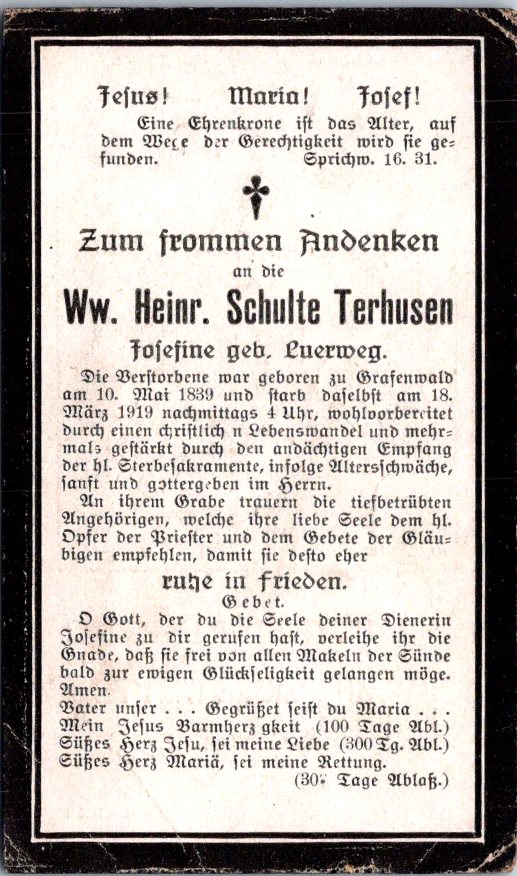 Jesus! Maria! Josef!
Eine Ehrenkrone ist das Alter, auf
dem Wege der Gerechtigkeit wird sie ge-
funden. Sprichw. 16. 31.
Zum frommen Andenken
an die
Ww. Heinr. Schulte Terhusen
Josefine geb. Luerweg.
Die Verstorbene war geboren zu Grafenwald
am 10. Mai 1839 und starb daselbst am 18.
März 1919 nachmittags 4 Uhr, wohlvorbereitet
durch einen christlich n Lebenswandel und mehr-
mals gestärkt durch den andächtigen Empfang
der hl. Sterbesakramente, infolge Altersschwäche,
sanft und gottergeben im Herrn.
An ihrem Grabe trauern die tiefbetrübten
Angehörigen, welche ihre liebe Seele dem hl.
Opfer der Priester und dem Gebete der Gläu-
bigen empfehlen, damit sie desto eher
ruhe in Frieden.
Gebet.
O Gott, der du die Seele deiner Dienerin
Josefine zu dir gerufen hast, verleihe ihr die
Gnade, daß sie frei von allen Makeln der Sünde
bald zur ewigen Glückseligkeit gelangen möge.
Amen.
Vater unser . . . Gegrüßet seist du Maria . . .
Mein Jesus Barmherz gkeit (100 Tage Abl.)
Süßes Herz Jesu, sei meine Liebe (300 Tg. Abl.)
Süßes Herz Mariä, sei meine Rettung.
Tage Ablaß.)